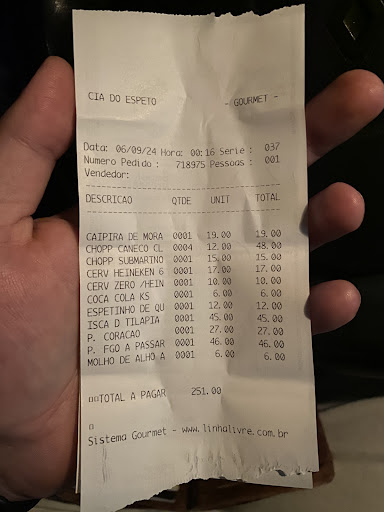 CIA DO ESPETO - GOURMET -
Data: 06/09/24 Hora: 00:16 Serie : 037
Numero Pedido : 718975 Pessoas : 001
Vendedor:
DESCRICAO QTDE UNIT TOTAL
CAIPIRA DE MORA 0001 19.00 19.00
CHOPP CANECO CL 0004 12.00 48.00
CHOPP SUBMARINO 0001 15.00 15.00
CERV HEINEKEN 6 0001 17.00 17.00
CERV ZERO /HEIN 0001 10.00 10.00
COCA COLA KS 0001 6.00 6.00
ESPETINHO DE QU 0001 12.00 12.00
ISCA D TILAPIA 0001 45.00 45.00
P. CORACAO 0001 27.00 27.00
P. FGO A PASSAR 0001 46.00 46.00
MOLHO DE ALHO A 0001 6.00 6.00
TOTAL A PAGAR 251.00
Sistema Gourmet - www.linhalivre.com.br